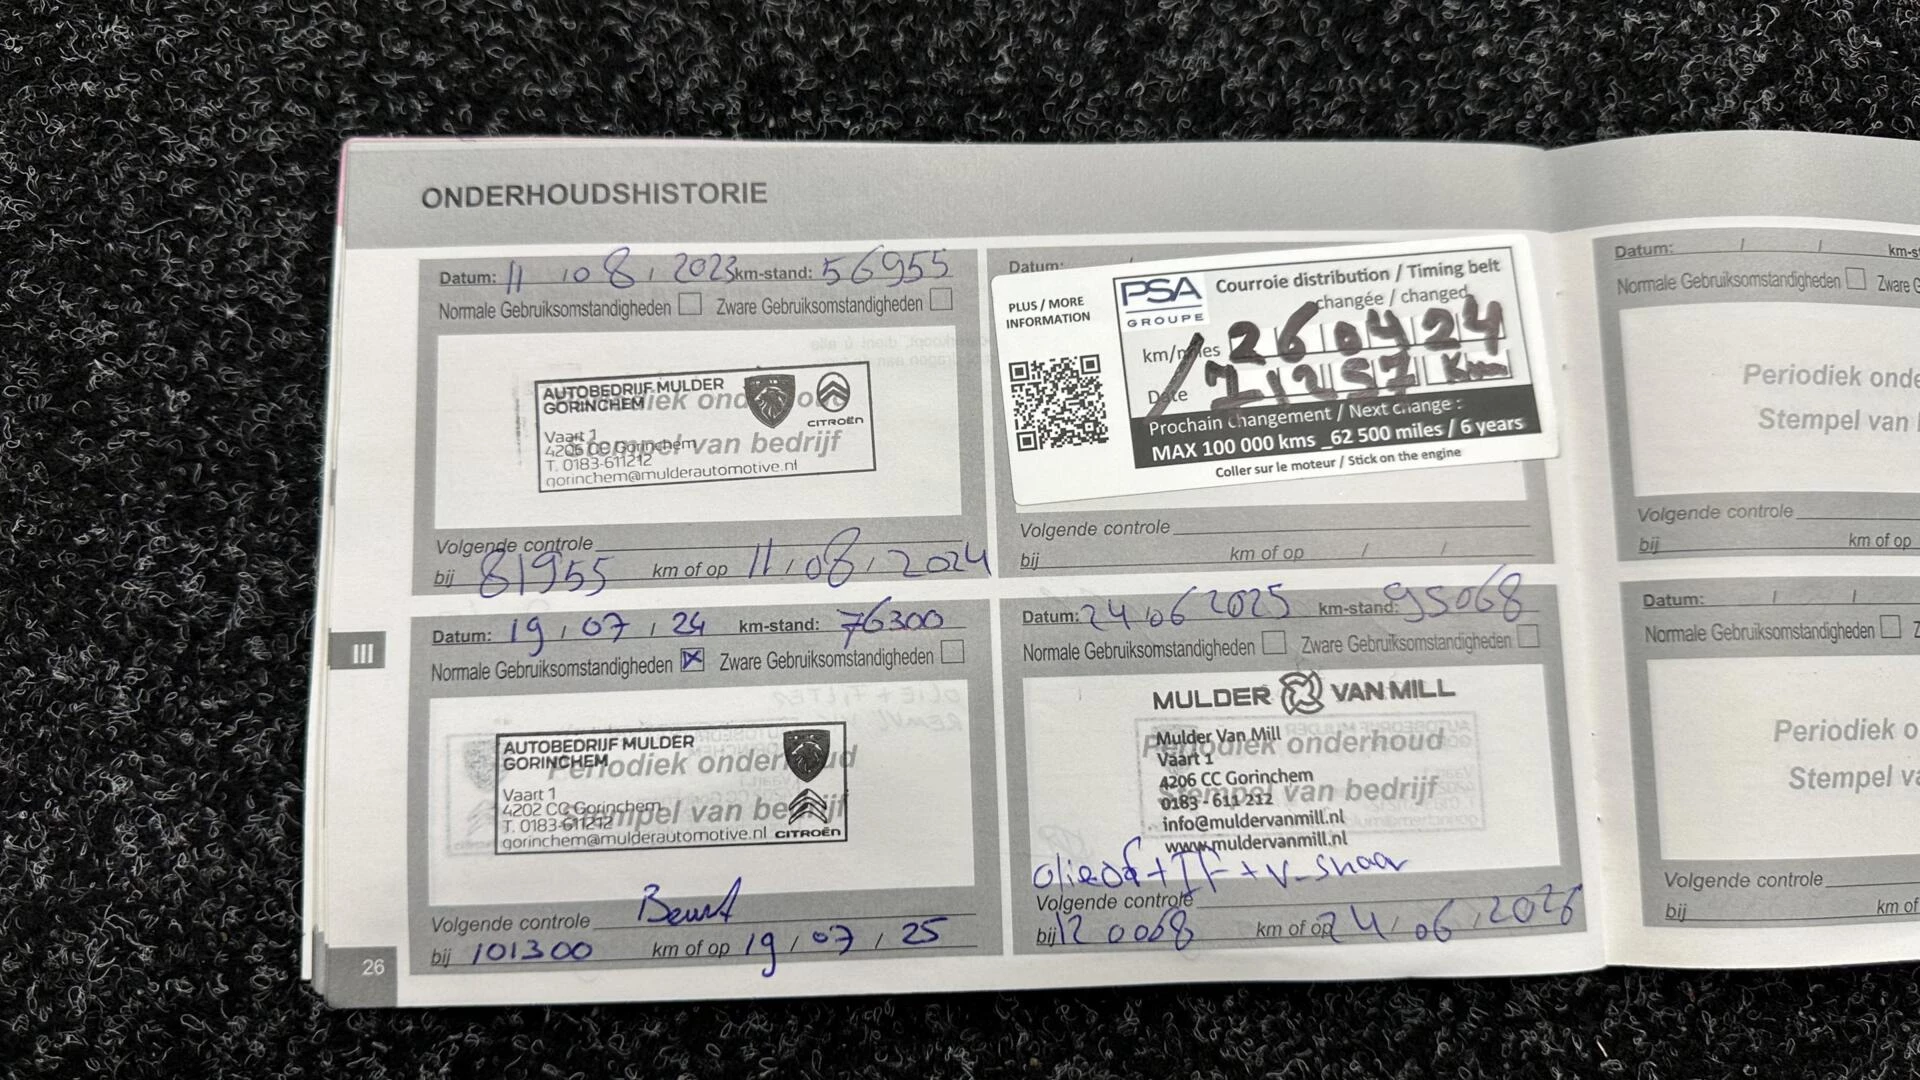 ONDERHOUDSHISTORIE
Datum: 11 / 08 / 2023 km-stand: 56955
Normale Gebruiksomstandigheden Zware Gebruiksomstandigheden
AUTOBEDRIJF MULDER
GORINCHEM
CITROËN
Vaart 1
4206 CC Gorinchem
T. 0183-611212
gorinchem@mulderautomotive.nl
Stempel van bedrijf
Volgende controle
bij 81955 km of op 11 / 08 / 2024
Datum:
PLUS / MORE
INFORMATION
PSA
GROUPE
Courroie distribution / Timing belt
changée / changed
km/miles 260424
Date 71257 Km
Prochain changement / Next change :
MAX 100 000 kms _62 500 miles / 6 years
Coller sur le moteur / Stick on the engine
Volgende controle
bij km of op / /
Datum: 19 / 07 / 24 km-stand: 76300
Normale Gebruiksomstandigheden Zware Gebruiksomstandigheden
AUTOBEDRIJF MULDER
GORINCHEM
Periodiek onderhoud
Vaart 1
4202 CC Gorinchem
T. 0183-611212
Stempel van bedrijf
gorinchem@mulderautomotive.nl
CITROËN
Volgende controle Beurt
bij 101300 km of op 19 / 07 / 25
Datum: 24 / 06 2025 km-stand: 95068
Normale Gebruiksomstandigheden Zware Gebruiksomstandigheden
MULDER VAN MILL
Mulder Van Mill
Periodiek onderhoud
Vaart 1
4206 CC Gorinchem
Stempel van bedrijf
0183 - 611 212
info@muldervanmill.nl
www.muldervanmill.nl
+ IF + V-snaar
Volgende controle
bij 120068 km of op 24 / 06 / 2026
III
26
Datum: / / km-s
Normale Gebruiksomstandigheden Zware G
Periodiek onde
Stempel van
Volgende controle
bij km of op
Datum: / /
Normale Gebruiksomstandigheden Z
Periodiek o
Stempel va
Volgende controle
bij km of